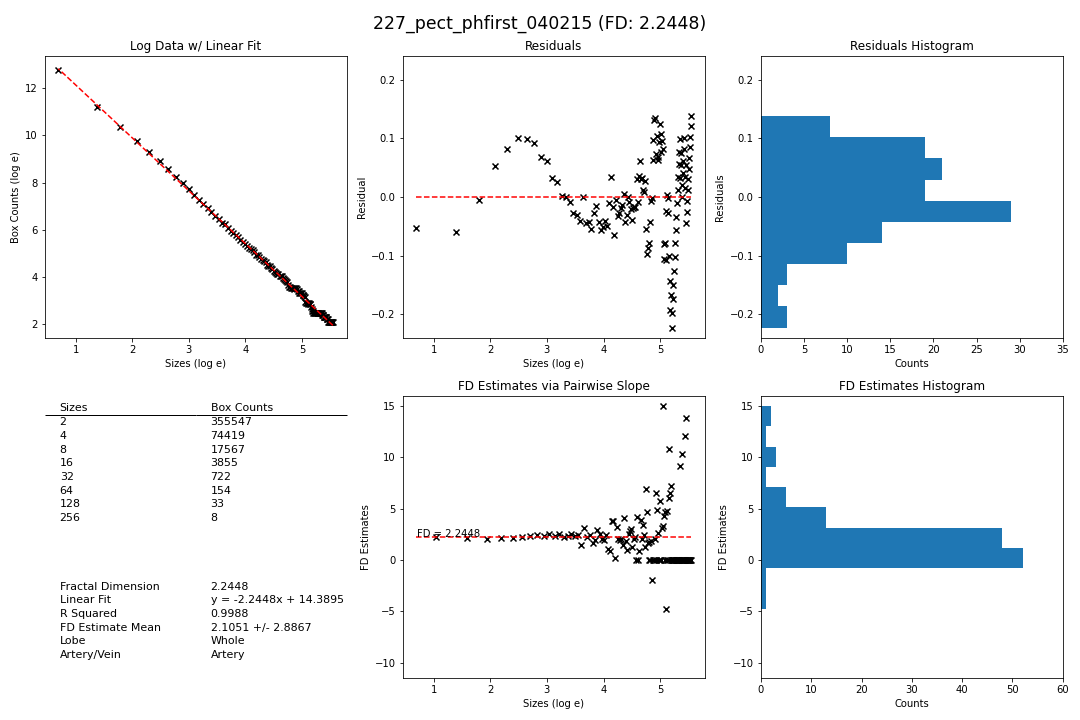 227_pect_phfirst_040215 (FD: 2.2448)
Log Data w/ Linear Fit
Box Counts (log e)
12
10
8
6
4
2
1 2 3 4 5
Sizes (log e)
Residuals
Residual
0.2
0.1
0.0
−0.1
−0.2
1 2 3 4 5
Sizes (log e)
Residuals Histogram
Residuals
0.2
0.1
0.0
−0.1
−0.2
0 5 10 15 20 25 30 35
Counts
Sizes Box Counts
2 355547
4 74419
8 17567
16 3855
32 722
64 154
128 33
256 8
Fractal Dimension 2.2448
Linear Fit y = -2.2448x + 14.3895
R Squared 0.9988
FD Estimate Mean 2.1051 +/- 2.8867
Lobe Whole
Artery/Vein Artery
FD Estimates via Pairwise Slope
FD Estimates
15
10
5
0
−5
−10
FD = 2.2448
1 2 3 4 5
Sizes (log e)
FD Estimates Histogram
FD Estimates
15
10
5
0
−5
−10
0 10 20 30 40 50 60
Counts